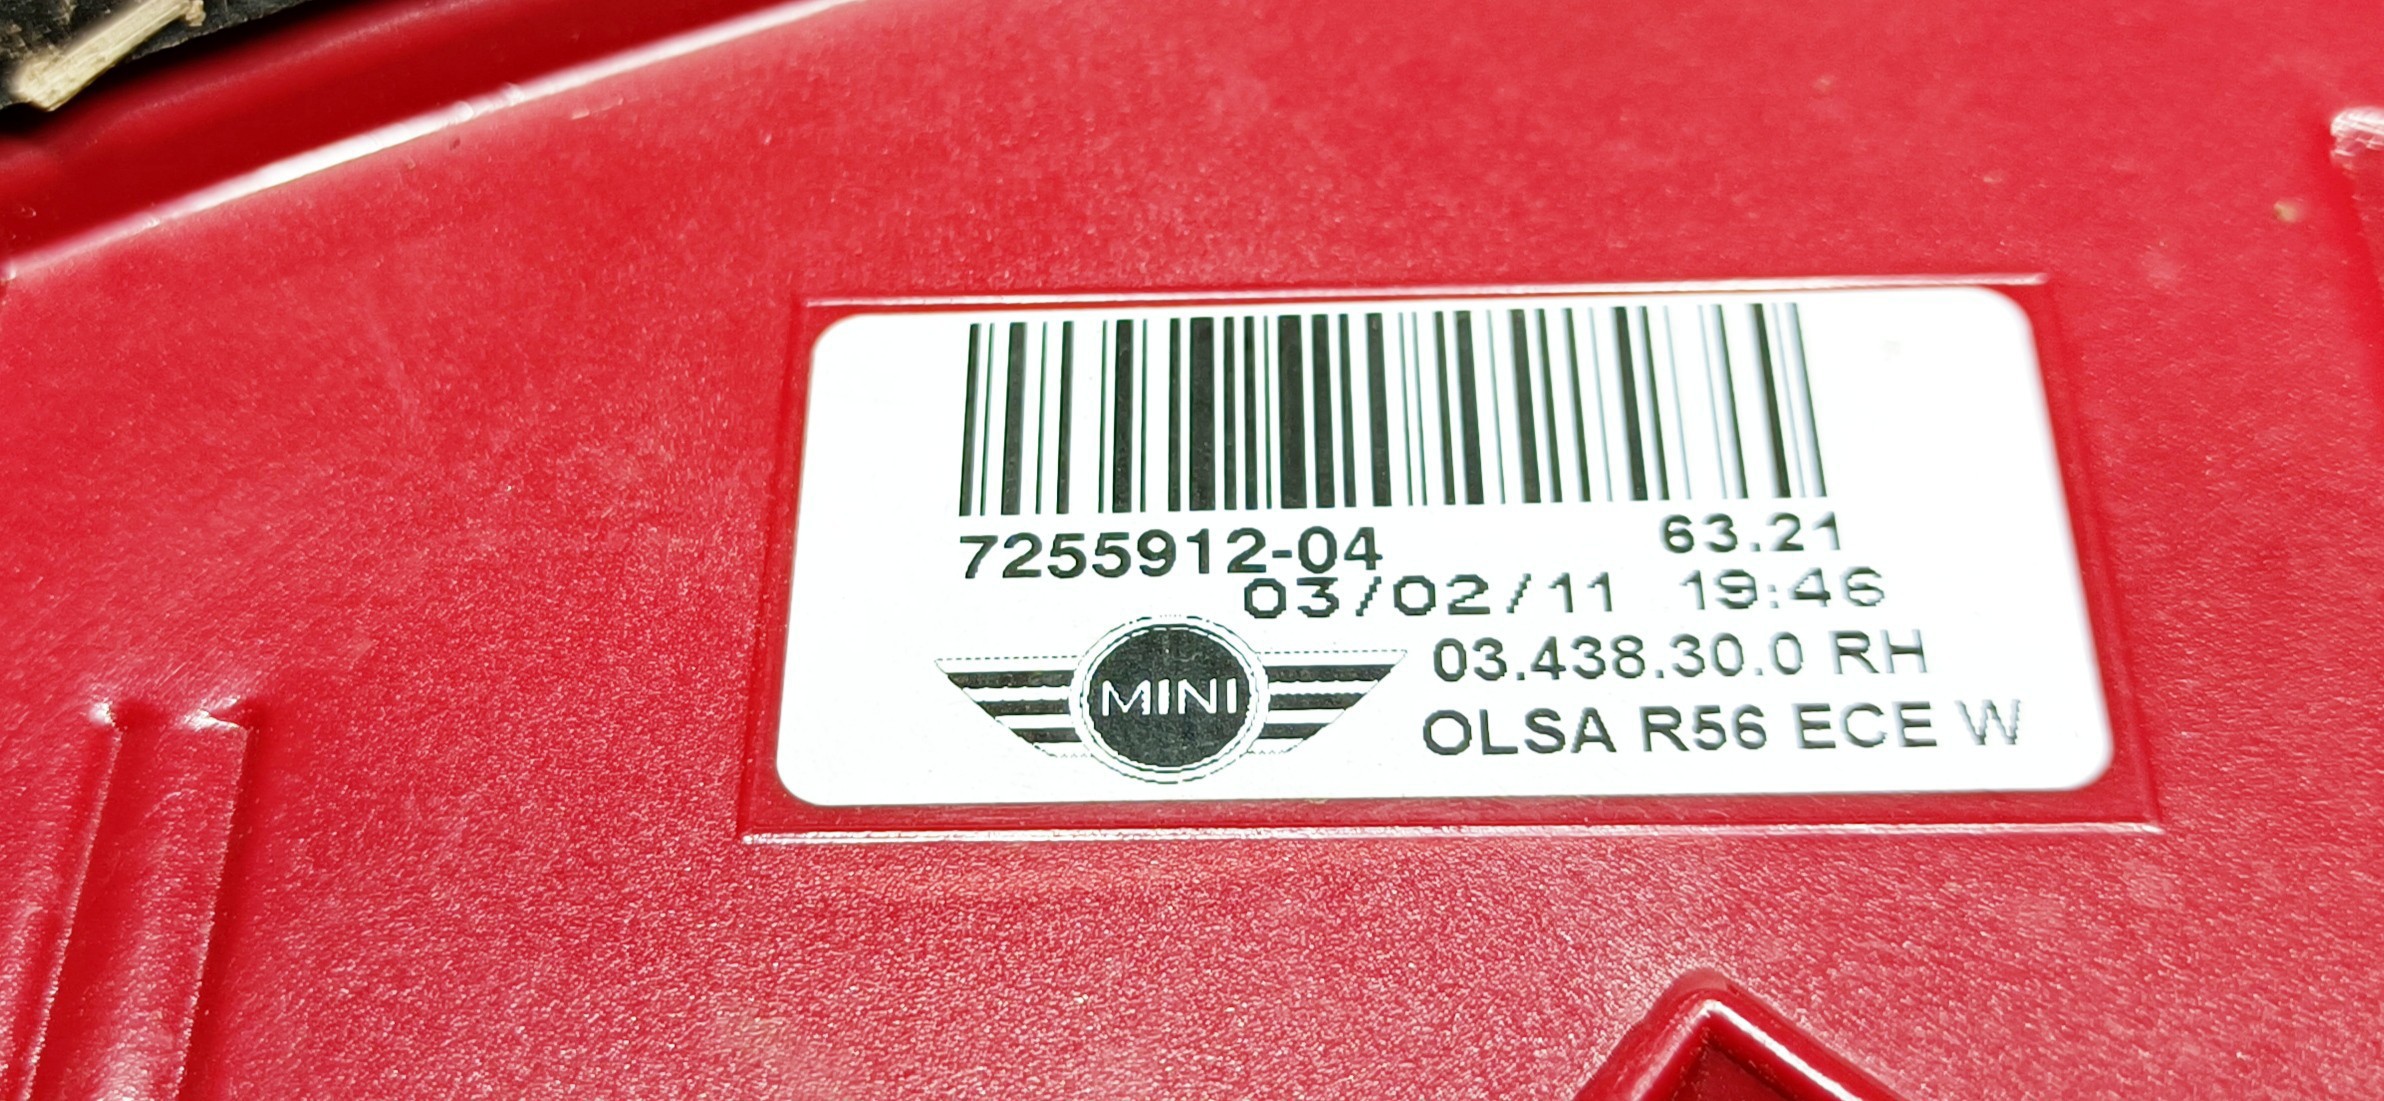 7255912-04 63.21
03/02/11 19:46
03.438.30.0 RH
MINI
OLSA R56 ECE W